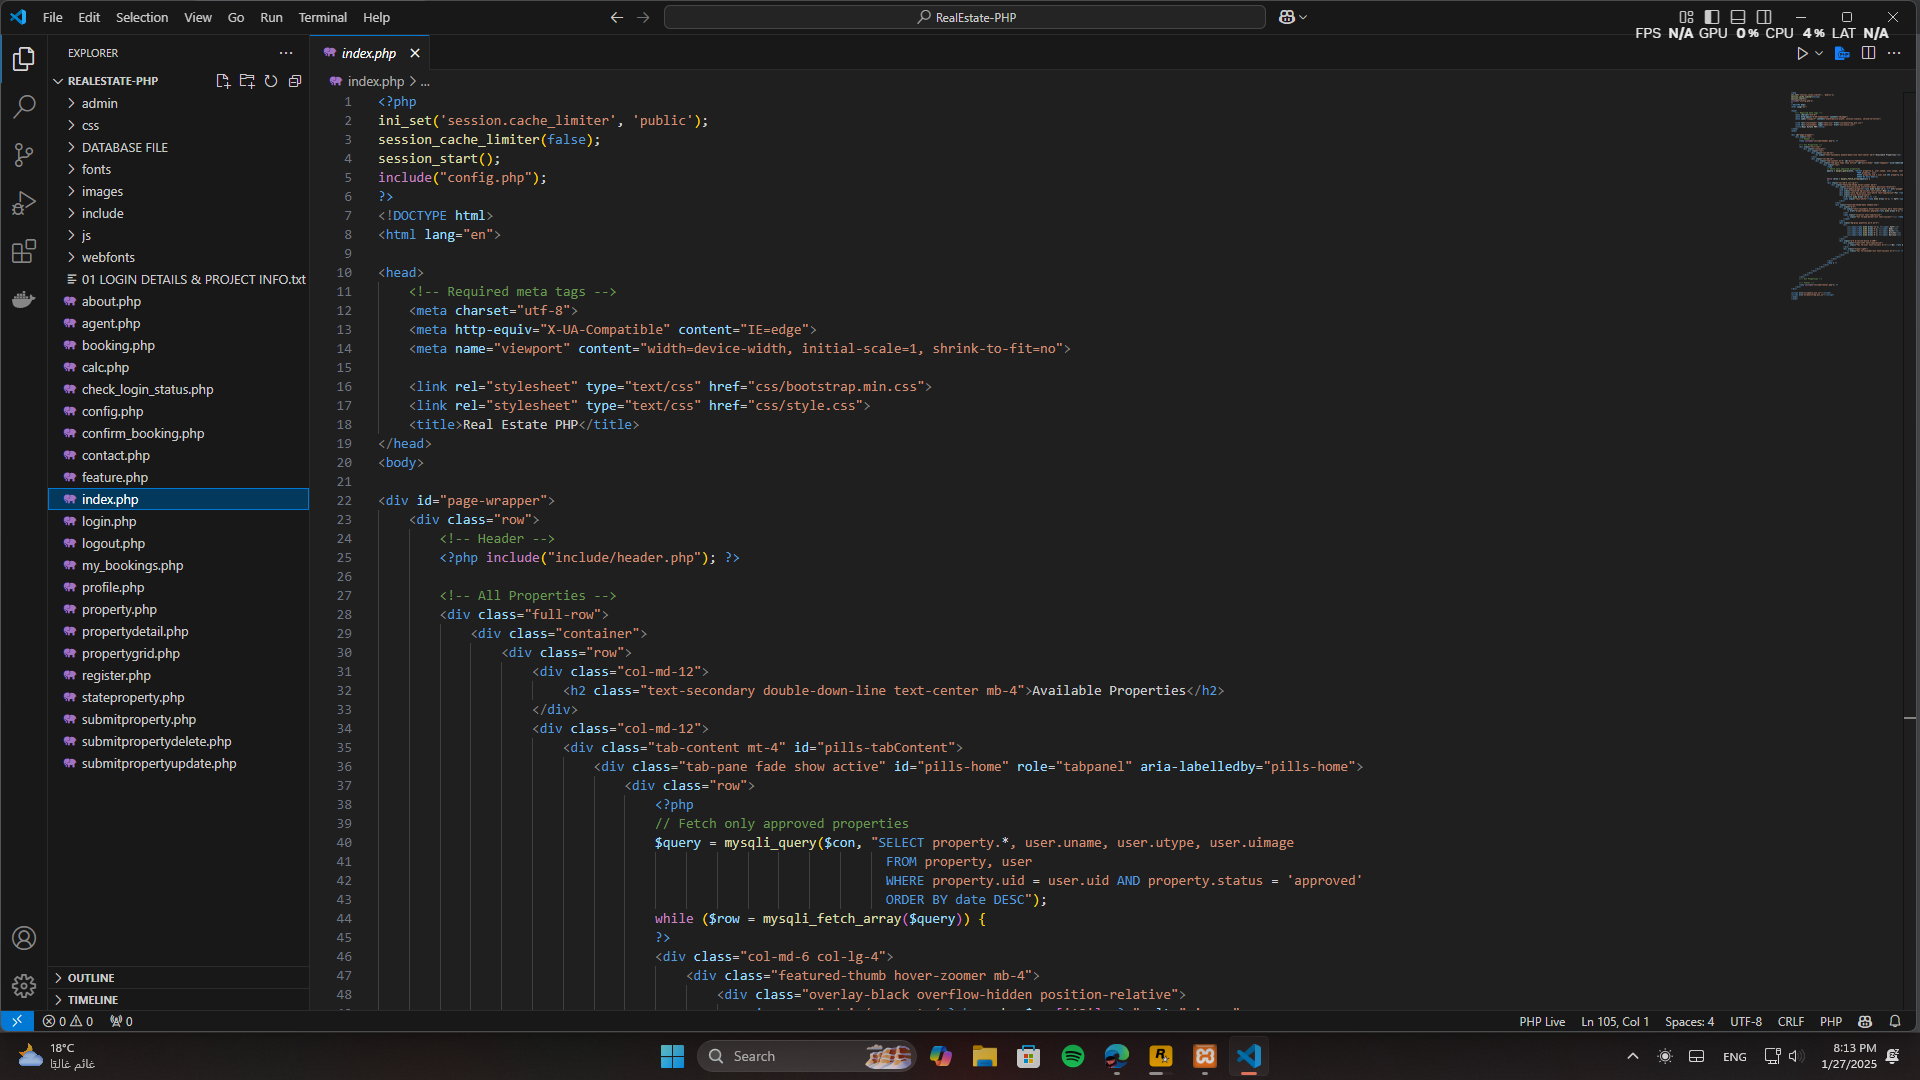 File Edit Selection View Go Run Terminal Help
RealEstate-PHP
FPS N/A GPU 0 % CPU 4 % LAT N/A
EXPLORER
REALESTATE-PHP
admin
css
DATABASE FILE
fonts
images
include
js
webfonts
01 LOGIN DETAILS & PROJECT INFO.txt
about.php
agent.php
booking.php
calc.php
check_login_status.php
config.php
confirm_booking.php
contact.php
feature.php
index.php
login.php
logout.php
my_bookings.php
profile.php
property.php
propertydetail.php
propertygrid.php
register.php
stateproperty.php
submitproperty.php
submitpropertydelete.php
submitpropertyupdate.php
OUTLINE
TIMELINE
index.php
index.php > ...
1 <?php
2 ini_set('session.cache_limiter', 'public');
3 session_cache_limiter(false);
4 session_start();
5 include("config.php");
6 ?>
7 <!DOCTYPE html>
8 <html lang="en">
9
10 <head>
11 <!-- Required meta tags -->
12 <meta charset="utf-8">
13 <meta http-equiv="X-UA-Compatible" content="IE=edge">
14 <meta name="viewport" content="width=device-width, initial-scale=1, shrink-to-fit=no">
15
16 <link rel="stylesheet" type="text/css" href="css/bootstrap.min.css">
17 <link rel="stylesheet" type="text/css" href="css/style.css">
18 <title>Real Estate PHP</title>
19 </head>
20 <body>
21
22 <div id="page-wrapper">
23 <div class="row">
24 <!-- Header -->
25 <?php include("include/header.php"); ?>
26
27 <!-- All Properties -->
28 <div class="full-row">
29 <div class="container">
30 <div class="row">
31 <div class="col-md-12">
32 <h2 class="text-secondary double-down-line text-center mb-4">Available Properties</h2>
33 </div>
34 <div class="col-md-12">
35 <div class="tab-content mt-4" id="pills-tabContent">
36 <div class="tab-pane fade show active" id="pills-home" role="tabpanel" aria-labelledby="pills-home">
37 <div class="row">
38 <?php
39 // Fetch only approved properties
40 $query = mysqli_query($con, "SELECT property.*, user.uname, user.utype, user.uimage
41 FROM property, user
42 WHERE property.uid = user.uid AND property.status = 'approved'
43 ORDER BY date DESC");
44 while ($row = mysqli_fetch_array($query)) {
45 ?>
46 <div class="col-md-6 col-lg-4">
47 <div class="featured-thumb hover-zoomer mb-4">
48 <div class="overlay-black overflow-hidden position-relative">
0 0 0
PHP Live Ln 105, Col 1 Spaces: 4 UTF-8 CRLF PHP
18°C
غائم غالبًا
Search
ENG
8:13 PM
1/27/2025